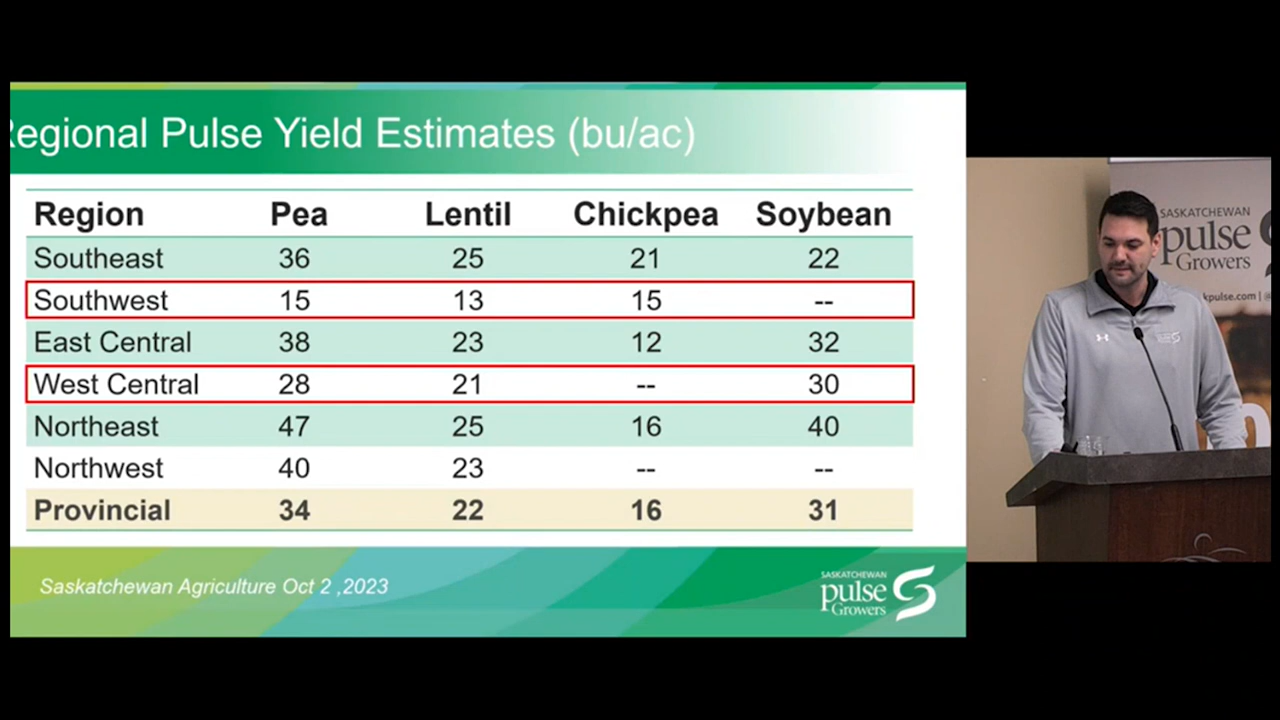 Regional Pulse Yield Estimates (bu/ac)
Region Pea Lentil Chickpea Soybean
Southeast 36 25 21 22
Southwest 15 13 15 --
East Central 38 23 12 32
West Central 28 21 -- 30
Northeast 47 25 16 40
Northwest 40 23 -- --
Provincial 34 22 16 31
Saskatchewan Agriculture Oct 2 ,2023
SASKATCHEWAN
pulse
Growers
SASKATCHEWAN
pulse
Growers
kpulse.com | @